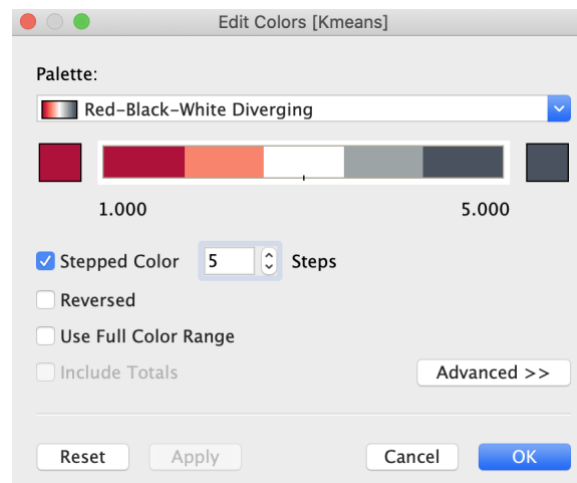 Edit Colors [Kmeans]
Palette:
Red-Black-White Diverging
1.000 5.000
Stepped Color 5 Steps
Reversed
Use Full Color Range
Include Totals
Advanced >>
Reset Apply Cancel OK